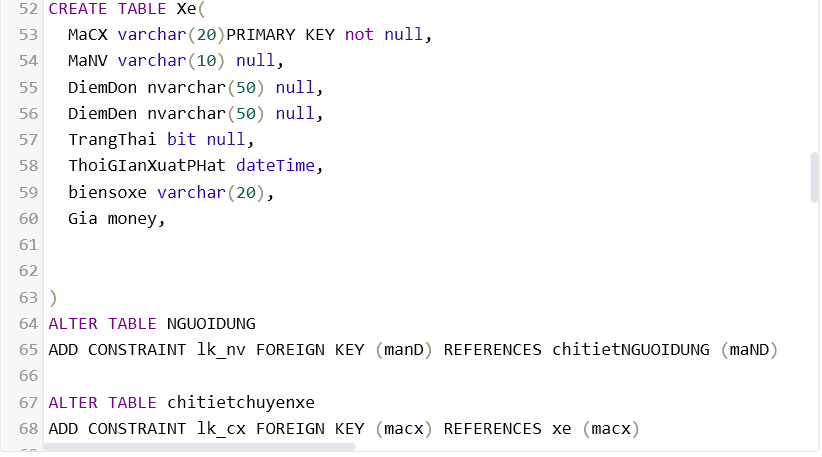 52 CREATE TABLE Xe(
53 MaCX varchar(20)PRIMARY KEY not null,
54 MaNV varchar(10) null,
55 DiemDon nvarchar(50) null,
56 DiemDen nvarchar(50) null,
57 TrangThai bit null,
58 ThoiGIanXuatPHat dateTime,
59 biensoxe varchar(20),
60 Gia money,
61
62
63 )
64 ALTER TABLE NGUOIDUNG
65 ADD CONSTRAINT lk_nv FOREIGN KEY (manD) REFERENCES chitietNGUOIDUNG (maND)
66
67 ALTER TABLE chitietchuyenxe
68 ADD CONSTRAINT lk_cx FOREIGN KEY (macx) REFERENCES xe (macx)